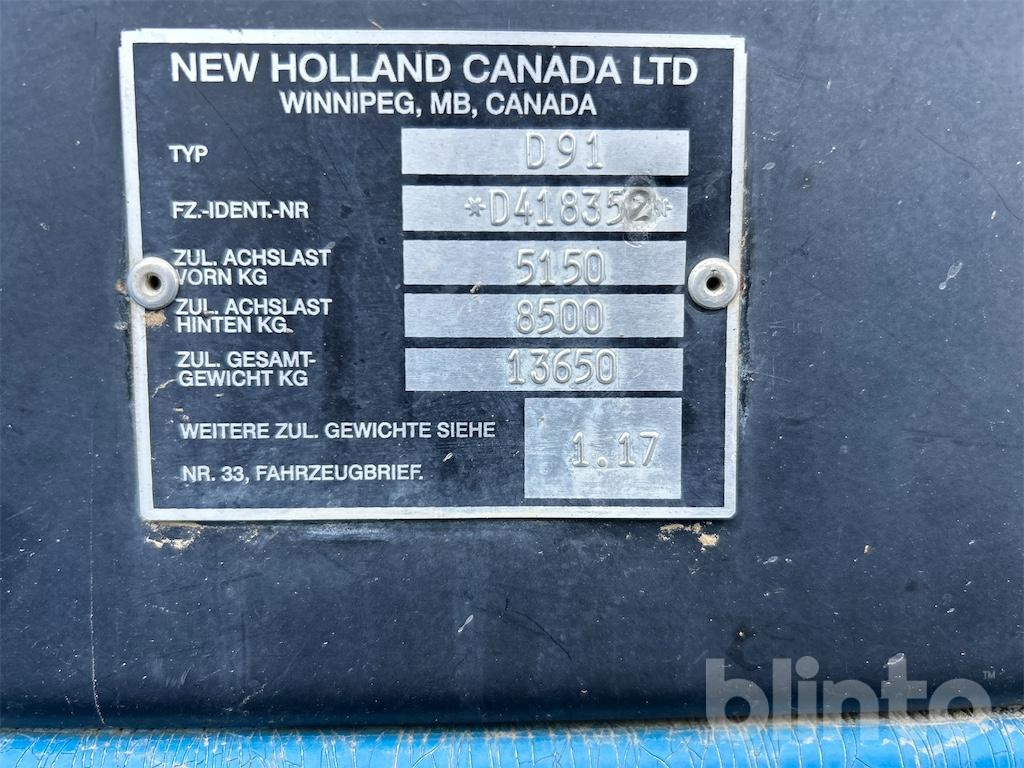 NEW HOLLAND CANADA LTD
WINNIPEG, MB, CANADA
TYP D91
FZ.-IDENT.-NR *D418352*
ZUL. ACHSLAST
VORN KG 5150
ZUL. ACHSLAST
HINTEN KG. 8500
ZUL. GESAMT-
GEWICHT KG 13650
WEITERE ZUL. GEWICHTE SIEHE
NR. 33, FAHRZEUGBRIEF. 1.17
blinto™